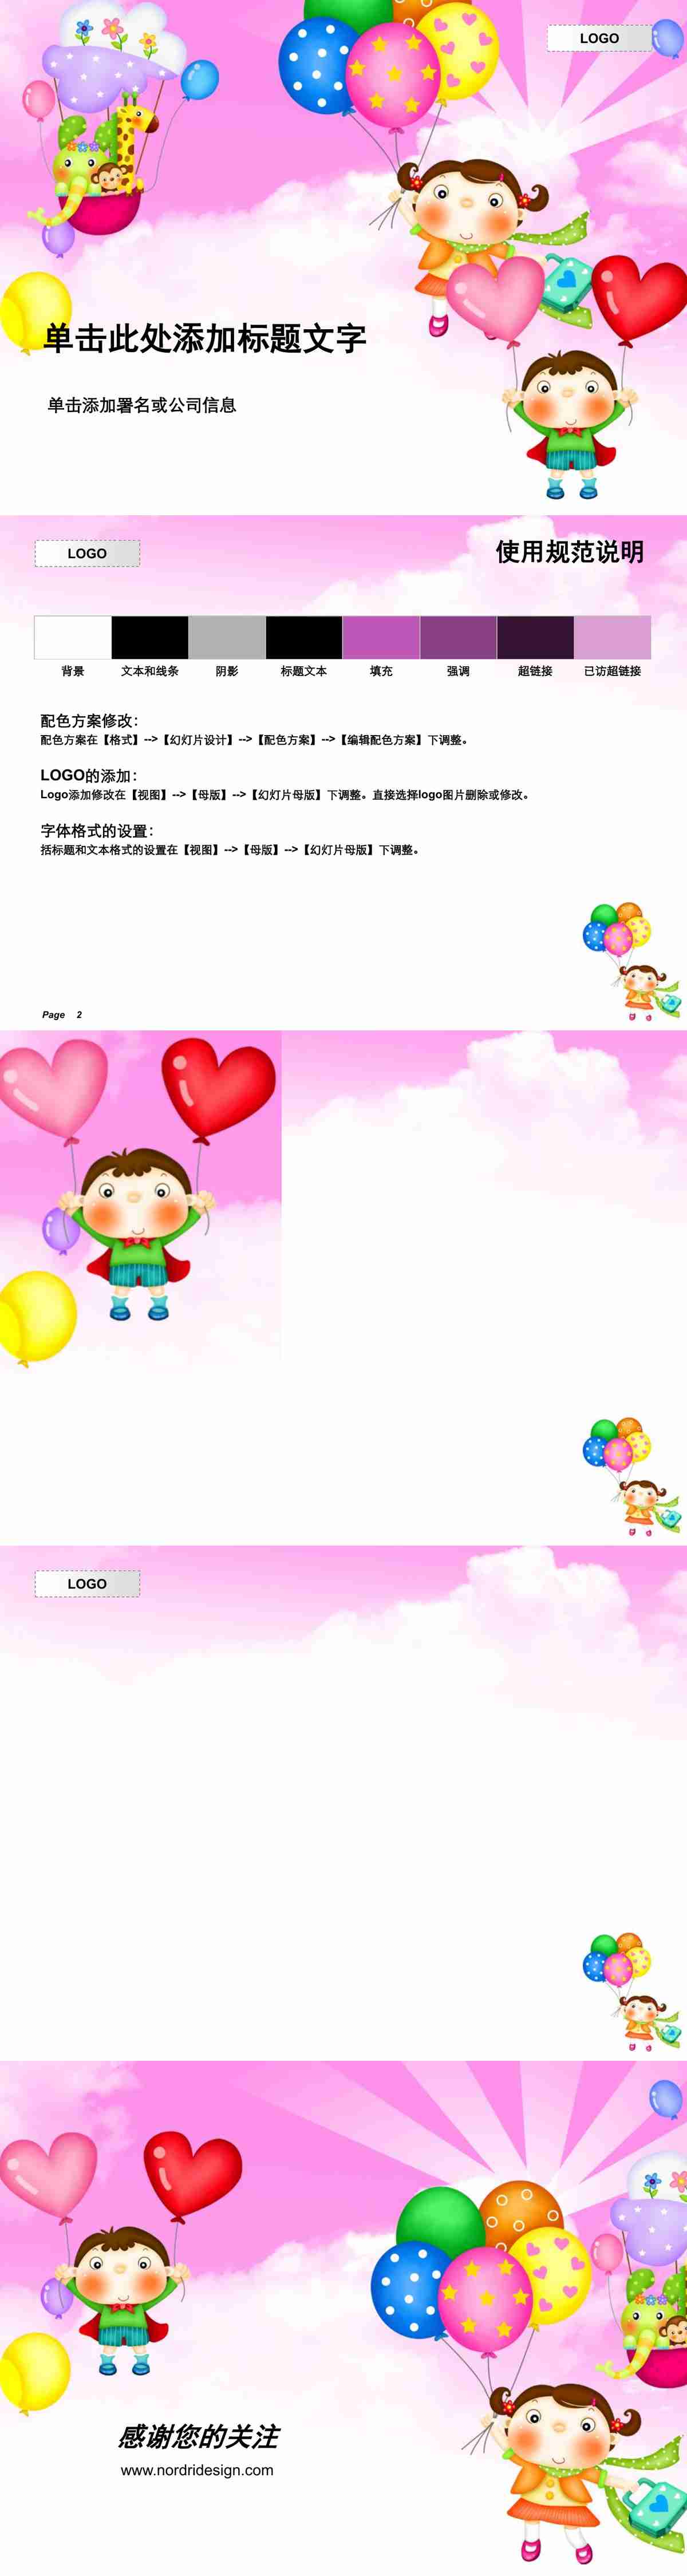 LOGO
单击此处添加标题文字
单击添加署名或公司信息
LOGO
使用规范说明
背景 文本和线条 阴影 标题文本 填充 强调 超链接 已访超链接
配色方案修改：
配色方案在【格式】-->【幻灯片设计】-->【配色方案】-->【编辑配色方案】下调整。
LOGO的添加：
Logo添加修改在【视图】-->【母版】-->【幻灯片母版】下调整。直接选择logo图片删除或修改。
字体格式的设置：
括标题和文本格式的设置在【视图】-->【母版】-->【幻灯片母版】下调整。
Page 2
LOGO
感谢您的关注
www.nordridesign.com